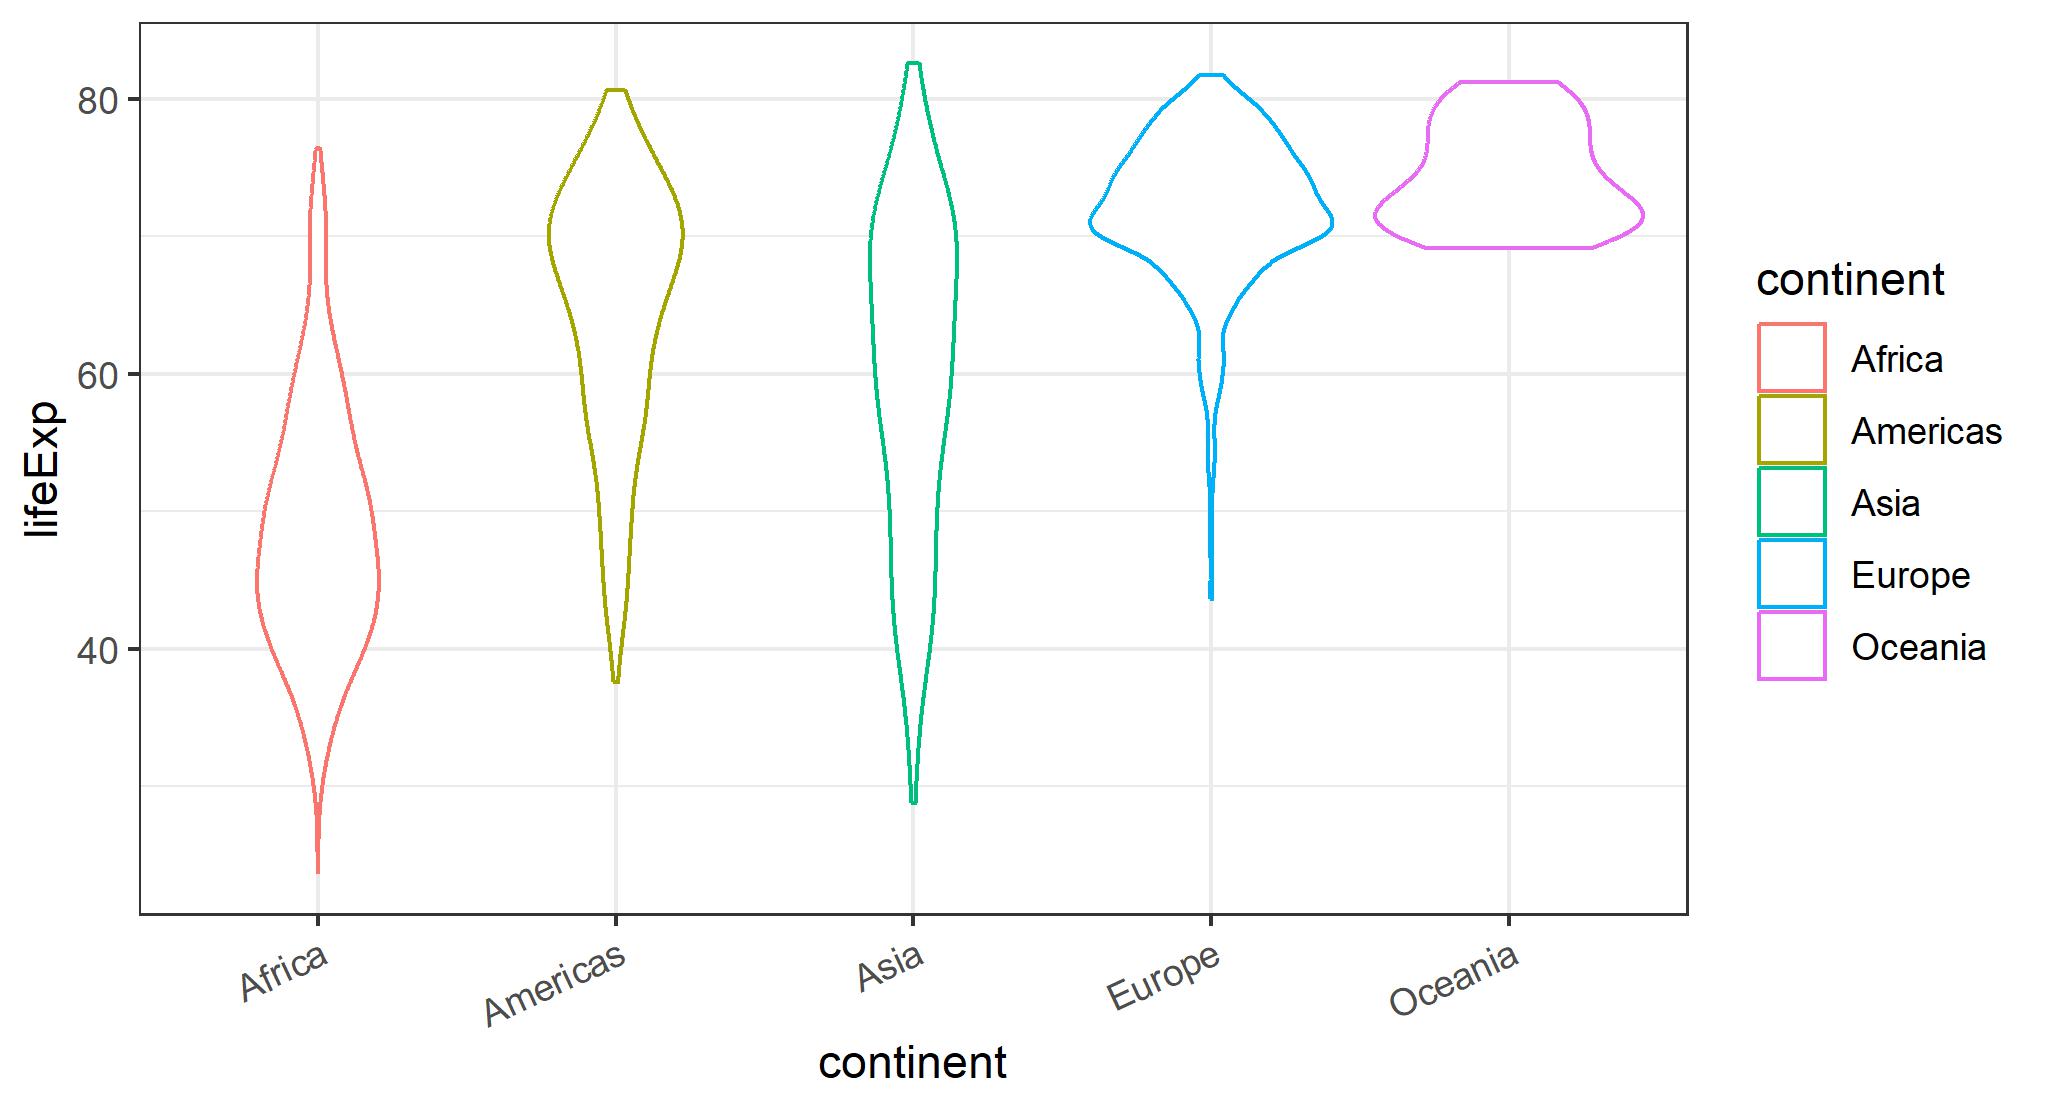 80
60
40
lifeExp
Africa
Americas
Asia
Europe
Oceania
continent
continent
Africa
Americas
Asia
Europe
Oceania